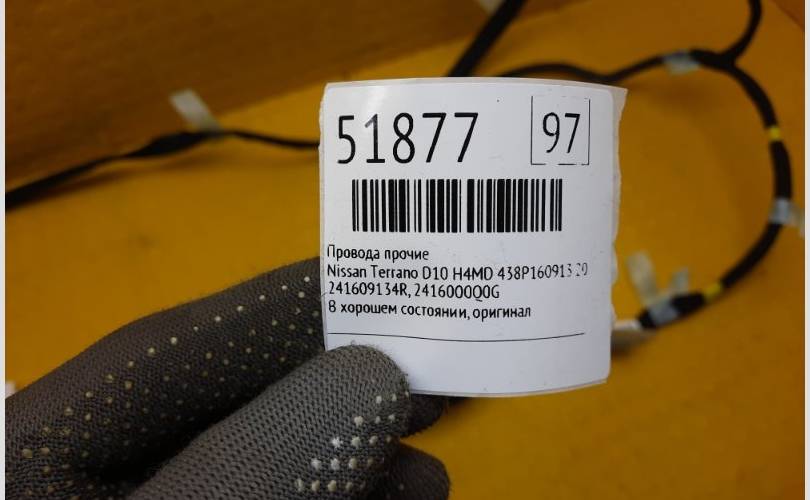 51877 97
Провода прочие
Nissan Terrano D10 H4MD 438P160913 20
241609134R, 2416000Q0G
В хорошем состоянии, оригинал